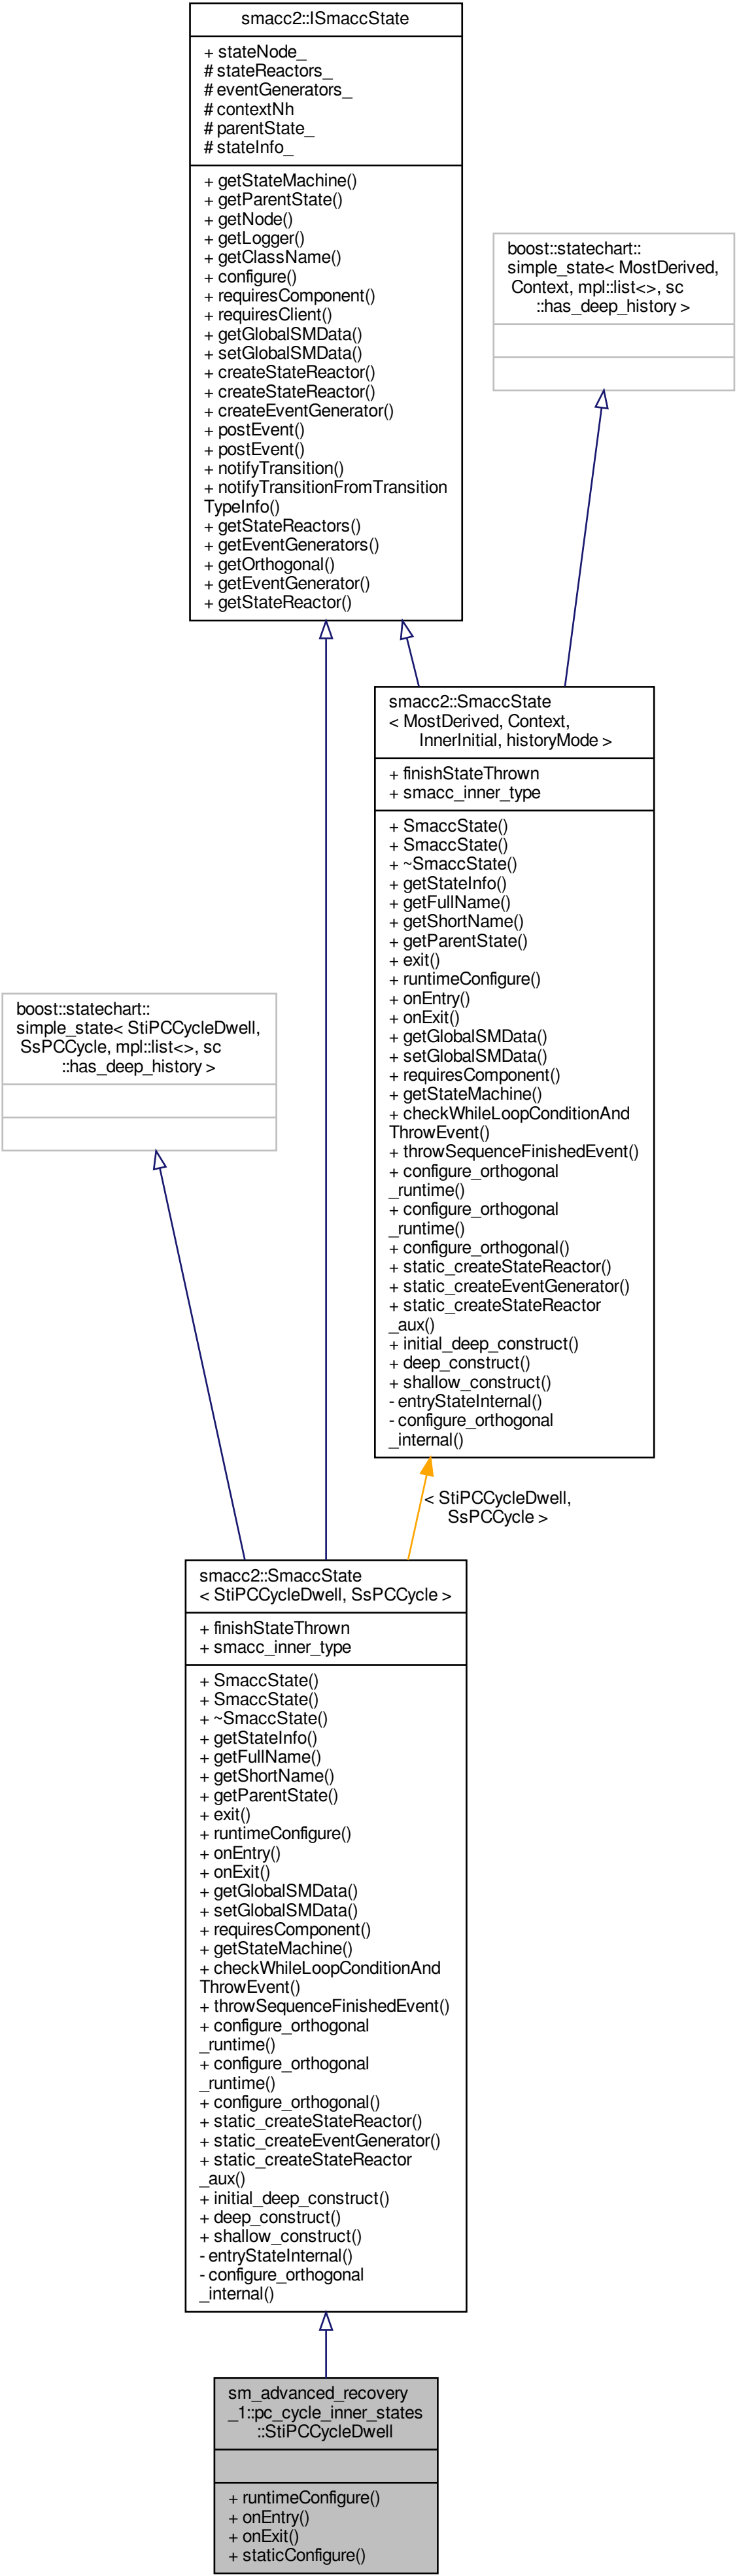 smacc2::ISmaccState
+ stateNode_
# stateReactors_
# eventGenerators_
# contextNh
# parentState_
# stateInfo_
+ getStateMachine()
+ getParentState()
+ getNode()
+ getLogger()
+ getClassName()
+ configure()
+ requiresComponent()
+ requiresClient()
+ getGlobalSMData()
+ setGlobalSMData()
+ createStateReactor()
+ createStateReactor()
+ createEventGenerator()
+ postEvent()
+ postEvent()
+ notifyTransition()
+ notifyTransitionFromTransition
TypeInfo()
+ getStateReactors()
+ getEventGenerators()
+ getOrthogonal()
+ getEventGenerator()
+ getStateReactor()
boost::statechart::
simple_state< MostDerived,
Context, mpl::list<>, sc
::has_deep_history >
smacc2::SmaccState
< MostDerived, Context,
InnerInitial, historyMode >
+ finishStateThrown
+ smacc_inner_type
+ SmaccState()
+ SmaccState()
+ ~SmaccState()
+ getStateInfo()
+ getFullName()
+ getShortName()
+ getParentState()
+ exit()
+ runtimeConfigure()
+ onEntry()
+ onExit()
+ getGlobalSMData()
+ setGlobalSMData()
+ requiresComponent()
+ getStateMachine()
+ checkWhileLoopConditionAnd
ThrowEvent()
+ throwSequenceFinishedEvent()
+ configure_orthogonal
_runtime()
+ configure_orthogonal
_runtime()
+ configure_orthogonal()
+ static_createStateReactor()
+ static_createEventGenerator()
+ static_createStateReactor
_aux()
+ initial_deep_construct()
+ deep_construct()
+ shallow_construct()
- entryStateInternal()
- configure_orthogonal
_internal()
boost::statechart::
simple_state< StiPCCycleDwell,
SsPCCycle, mpl::list<>, sc
::has_deep_history >
< StiPCCycleDwell,
SsPCCycle >
smacc2::SmaccState
< StiPCCycleDwell, SsPCCycle >
+ finishStateThrown
+ smacc_inner_type
+ SmaccState()
+ SmaccState()
+ ~SmaccState()
+ getStateInfo()
+ getFullName()
+ getShortName()
+ getParentState()
+ exit()
+ runtimeConfigure()
+ onEntry()
+ onExit()
+ getGlobalSMData()
+ setGlobalSMData()
+ requiresComponent()
+ getStateMachine()
+ checkWhileLoopConditionAnd
ThrowEvent()
+ throwSequenceFinishedEvent()
+ configure_orthogonal
_runtime()
+ configure_orthogonal
_runtime()
+ configure_orthogonal()
+ static_createStateReactor()
+ static_createEventGenerator()
+ static_createStateReactor
_aux()
+ initial_deep_construct()
+ deep_construct()
+ shallow_construct()
- entryStateInternal()
- configure_orthogonal
_internal()
sm_advanced_recovery
_1::pc_cycle_inner_states
::StiPCCycleDwell
+ runtimeConfigure()
+ onEntry()
+ onExit()
+ staticConfigure()